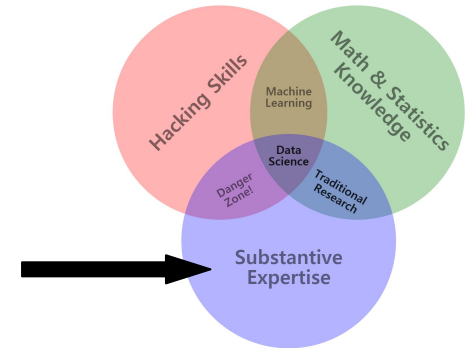 Hacking Skills
Math & Statistics
Knowledge
Machine
Learning
Data
Science
Danger
Zone!
Traditional
Research
Substantive
Expertise